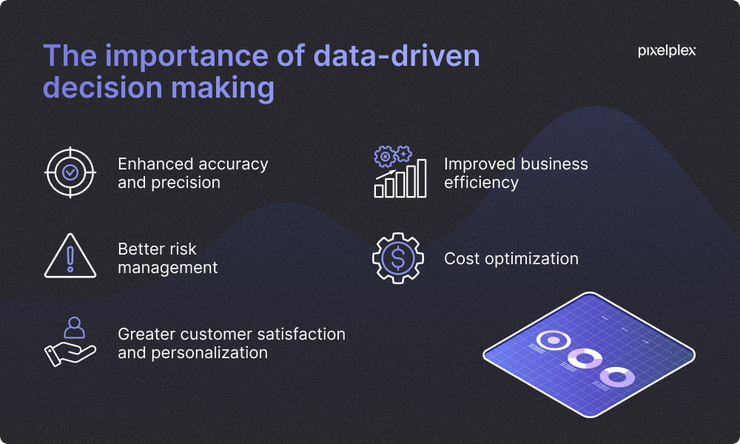 The importance of data-driven
decision making
pixelplex
Enhanced accuracy
and precision
Improved business
efficiency
Better risk
management
$
Cost optimization
Greater customer satisfaction
and personalization